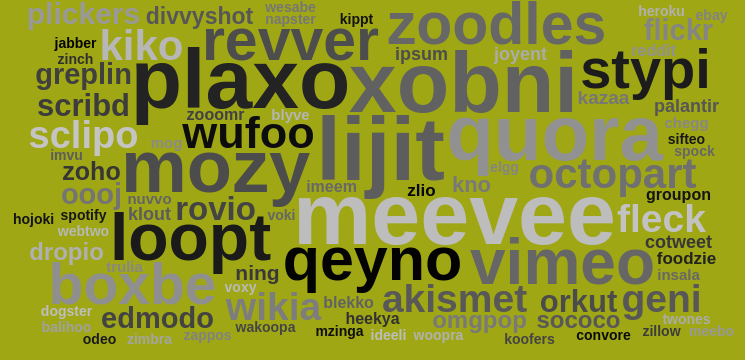 plickers divvyshot wesabe
napster kippt zoodles heroku ebay
flickr
jabber kiko revver ipsum joyent reddit
zinch
greplin plaxo xobni stypi
scribd zooomr blyve kazaa palantir
sclipo mog wufoo lijit quora chegg
sifteo
imvu spock
zoho mozy imeem elgg octopart
oooj nuvvo zlio kno groupon
hojoki spotify klout rovio voki meevee fleck
webtwo loopt
dropio qeyno vimeo cotweet
trulia foodzie
boxbe ning insala
voxy
dogster wikia blekko akismet orkut geni
balihoo edmodo wakoopa heekya omgpop sococo twones
odeo zimbra zappos mzinga ideeli woopra koofers convore zillow mecbo